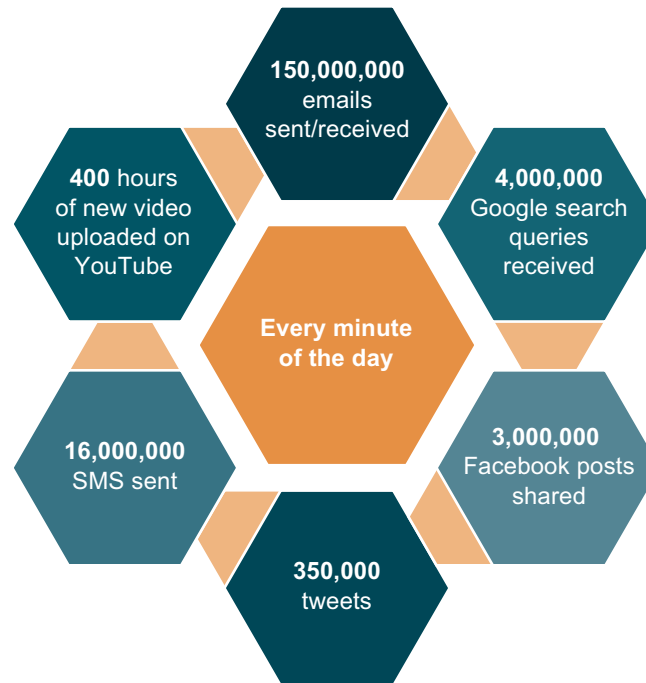 150,000,000
emails
sent/received
400 hours
of new video
uploaded on
YouTube
4,000,000
Google search
queries
received
Every minute
of the day
16,000,000
SMS sent
3,000,000
Facebook posts
shared
350,000
tweets